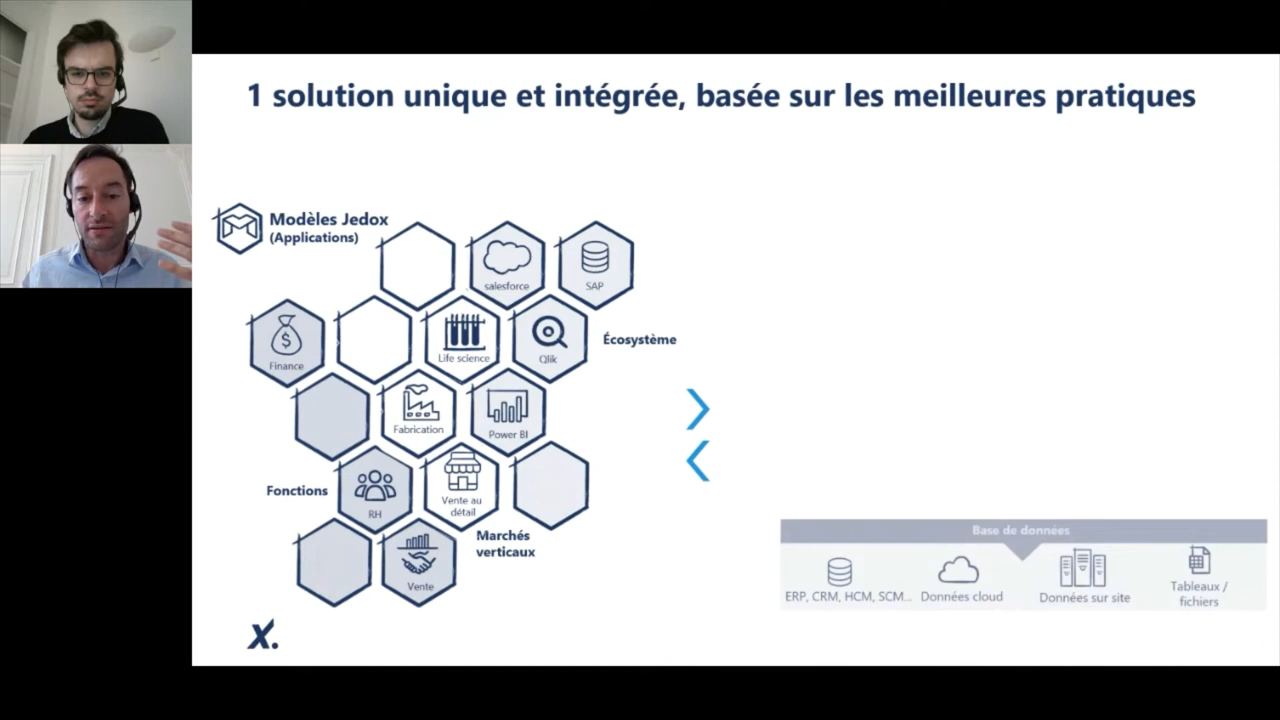 1 solution unique et intégrée, basée sur les meilleures pratiques
Modèles Jedox
(Applications)
salesforce
SAP
Finance
Life science
Qlik
Écosystème
Fabrication
Power BI
Fonctions
RH
Vente au
détail
Marchés
verticaux
Vente
Base de données
ERP, CRM, HCM, SCM...
Données cloud
Données sur site
Tableaux /
fichiers
X.